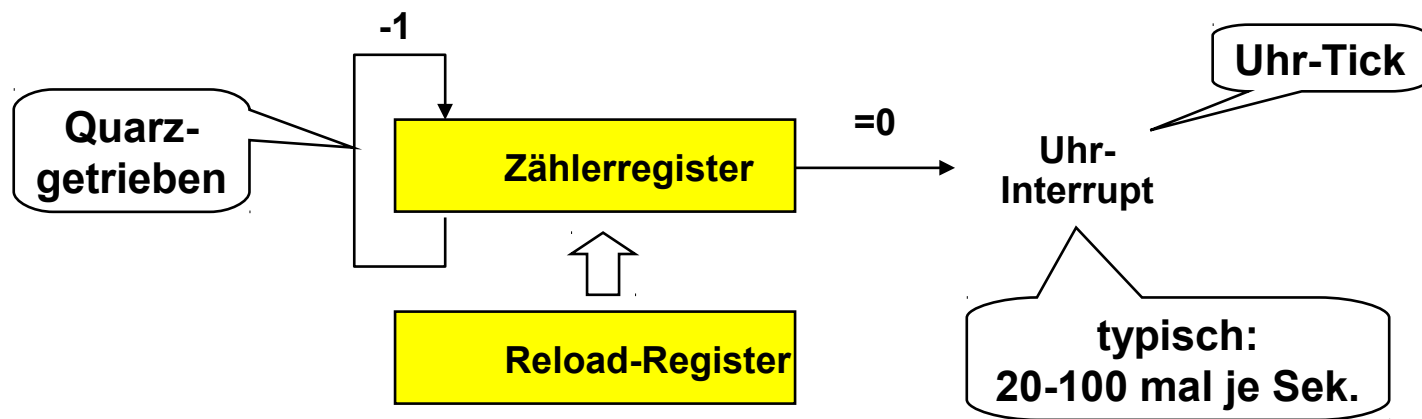 -1
Uhr-Tick
Quarz-
getrieben
=0
Zählerregister
Uhr-
Interrupt
Reload-Register
typisch:
20-100 mal je Sek.